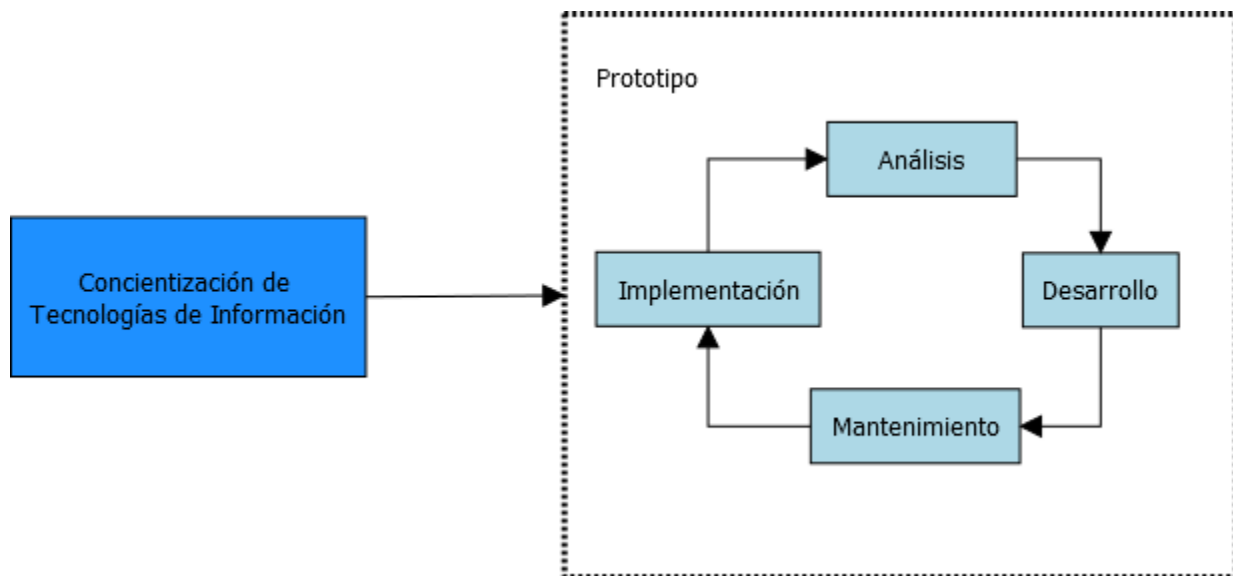 Prototipo
Análisis
Concientización de
Tecnologías de Información
Implementación
Desarrollo
Mantenimiento